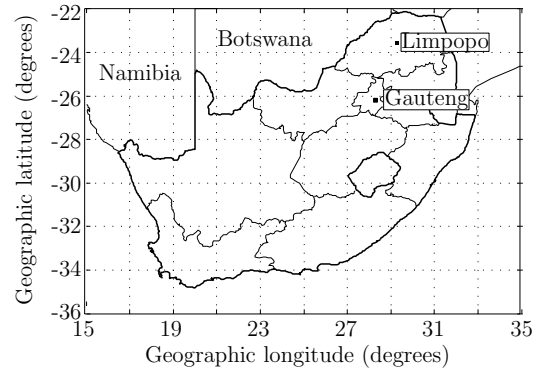 -22
-24
-26
-28
-30
-32
-34
-36
Geographic latitude (degrees)
Botswana
Limpopo
Namibia
Gauteng
15 19 23 27 31 35
Geographic longitude (degrees)